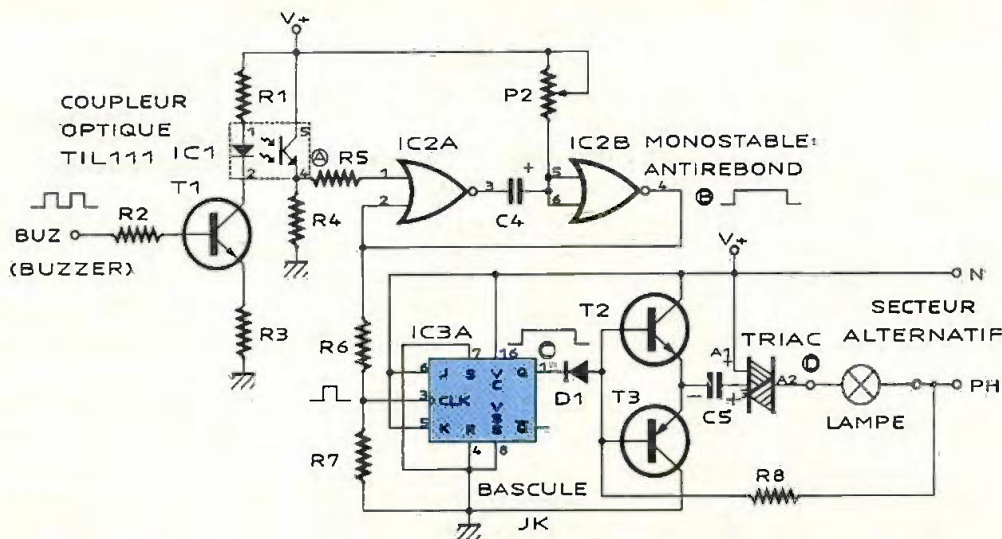 V+
R1
COUPLEUR
OPTIQUE
TIL111
IC1
1
2
5
4
A
R5
R4
T1
R2
BUZ
(BUZZER)
R3
IC2A
1
2
3
C4
+
P2
IC2B
5
6
4
MONOSTABLE:
ANTIREBOND
B
V+
N
SECTEUR
ALTERNATIF
PH
R6
R7
IC3A
7
16
6
3
5
4
8
1
J
S
CLK
K
R
Q
Q
BASCULE
JK
D1
T2
T3
C5
-
+
A1
A2
TRIAC
D
LAMPE
R8